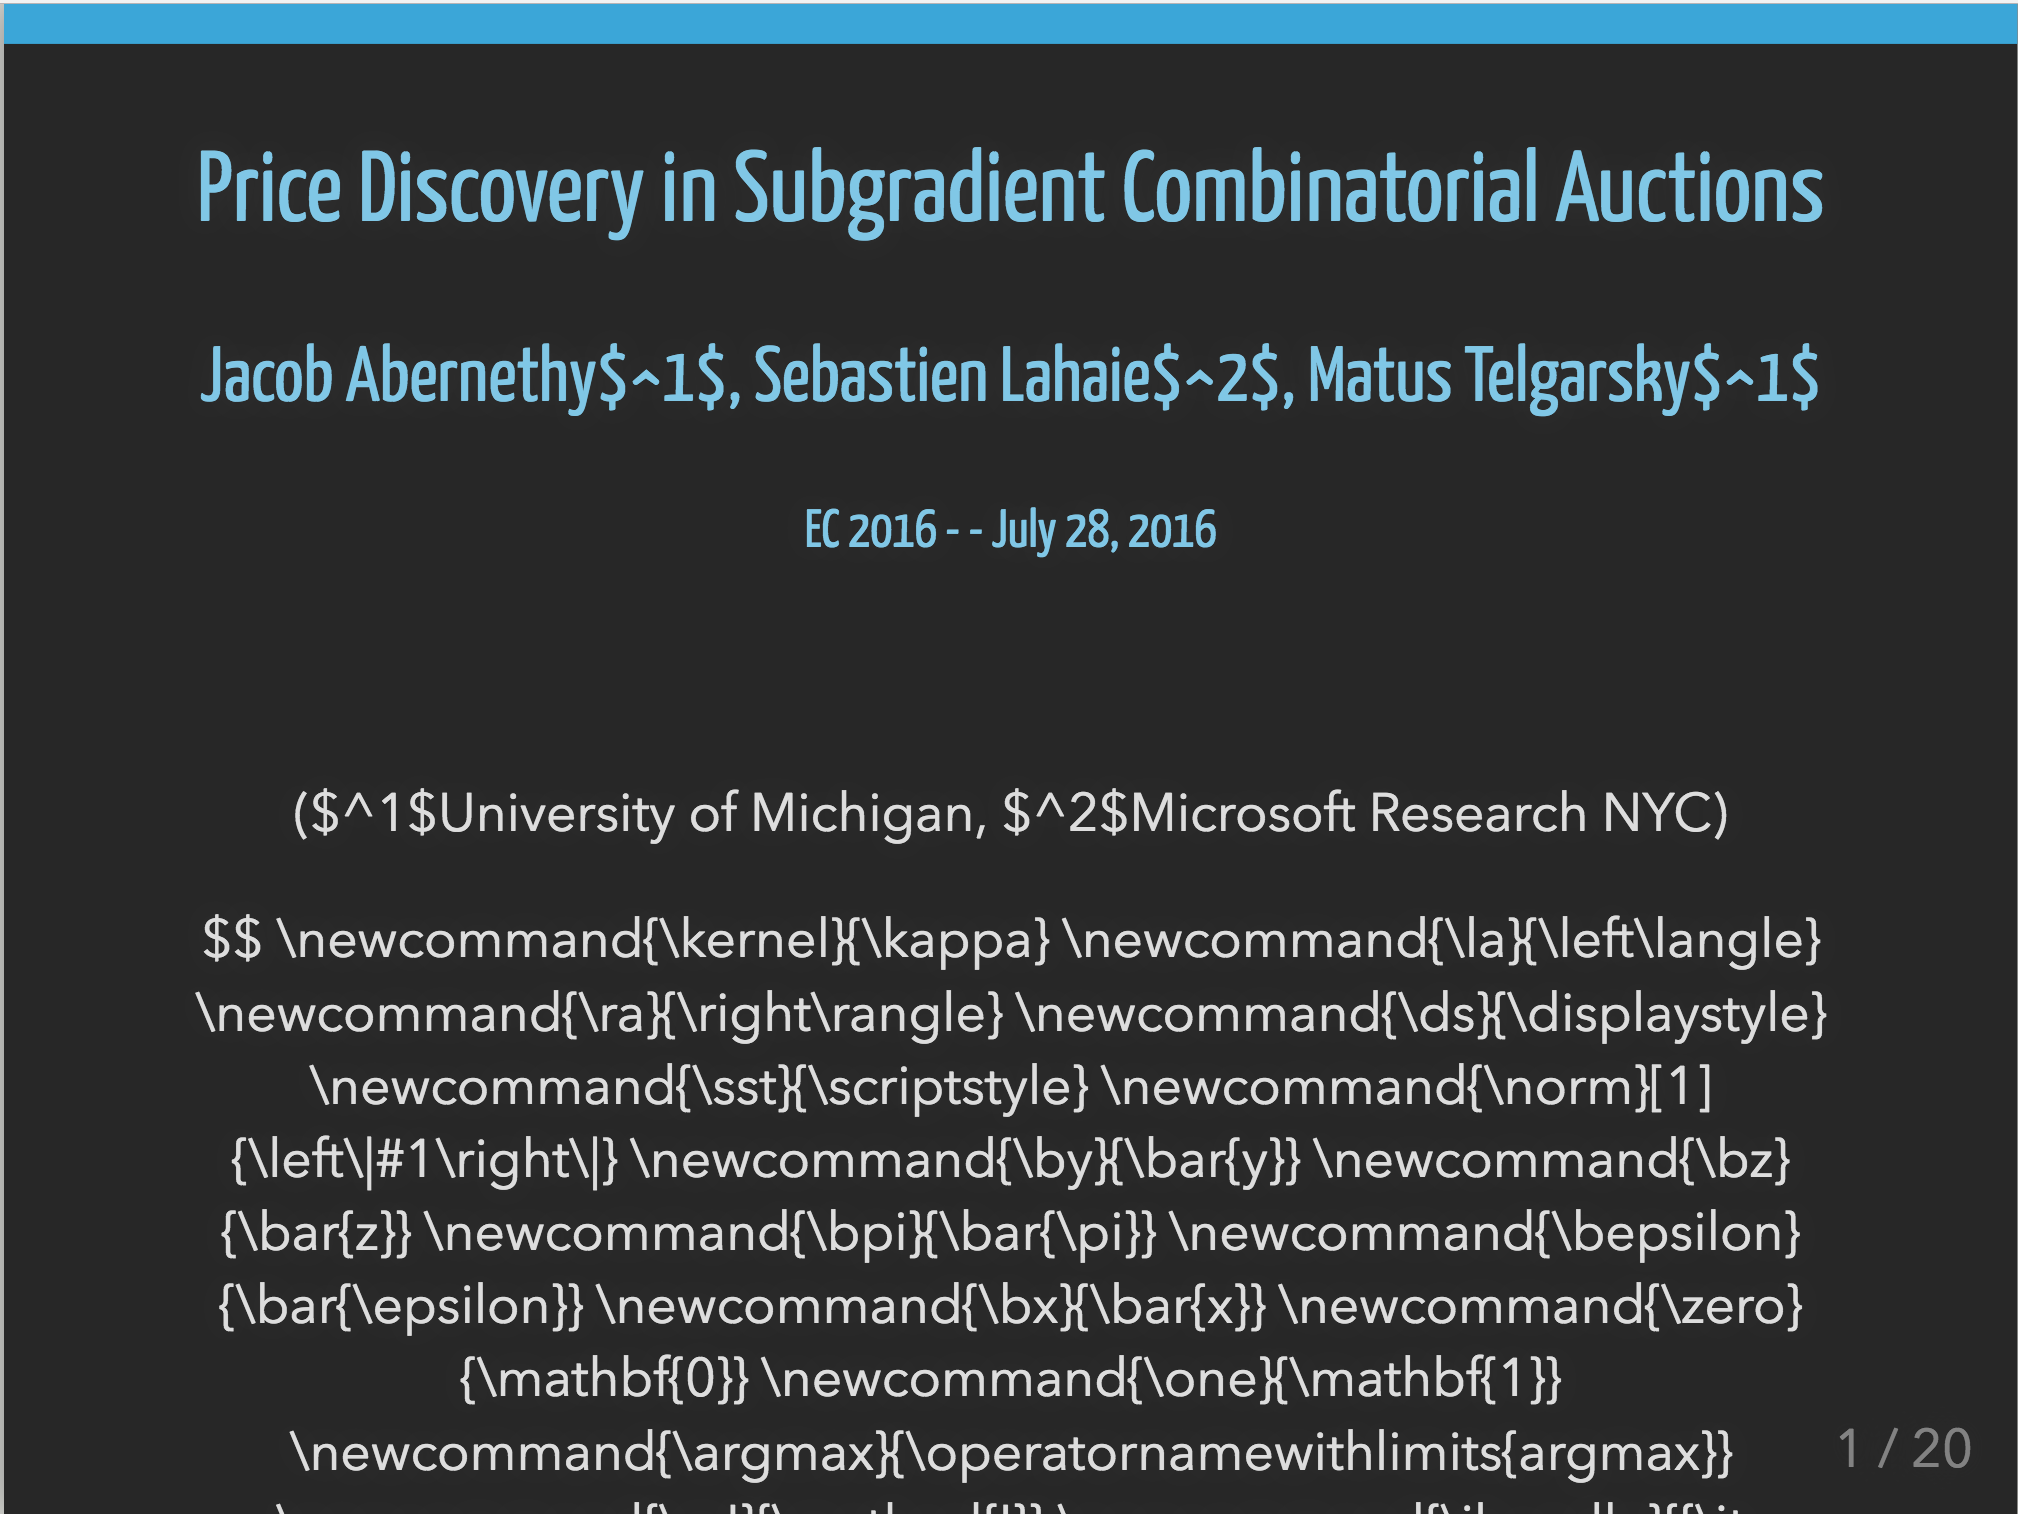 Price Discovery in Subgradient Combinatorial Auctions
Jacob Abernethy$^1$, Sebastien Lahaie$^2$, Matus Telgarsky$^1$
EC 2016 - - July 28, 2016
($^1$University of Michigan, $^2$Microsoft Research NYC)
$$ \newcommand{\kernel}{\kappa} \newcommand{\la}{\left\langle}
\newcommand{\ra}{\right\rangle} \newcommand{\ds}{\displaystyle}
\newcommand{\sst}{\scriptstyle} \newcommand{\norm}[1]
{\left\|#1\right\|} \newcommand{\by}{\bar{y}} \newcommand{\bz}
{\bar{z}} \newcommand{\bpi}{\bar{\pi}} \newcommand{\bepsilon}
{\bar{\epsilon}} \newcommand{\bx}{\bar{x}} \newcommand{\zero}
{\mathbf{0}} \newcommand{\one}{\mathbf{1}}
\newcommand{\argmax}{\operatornamewithlimits{argmax}}
1 / 20